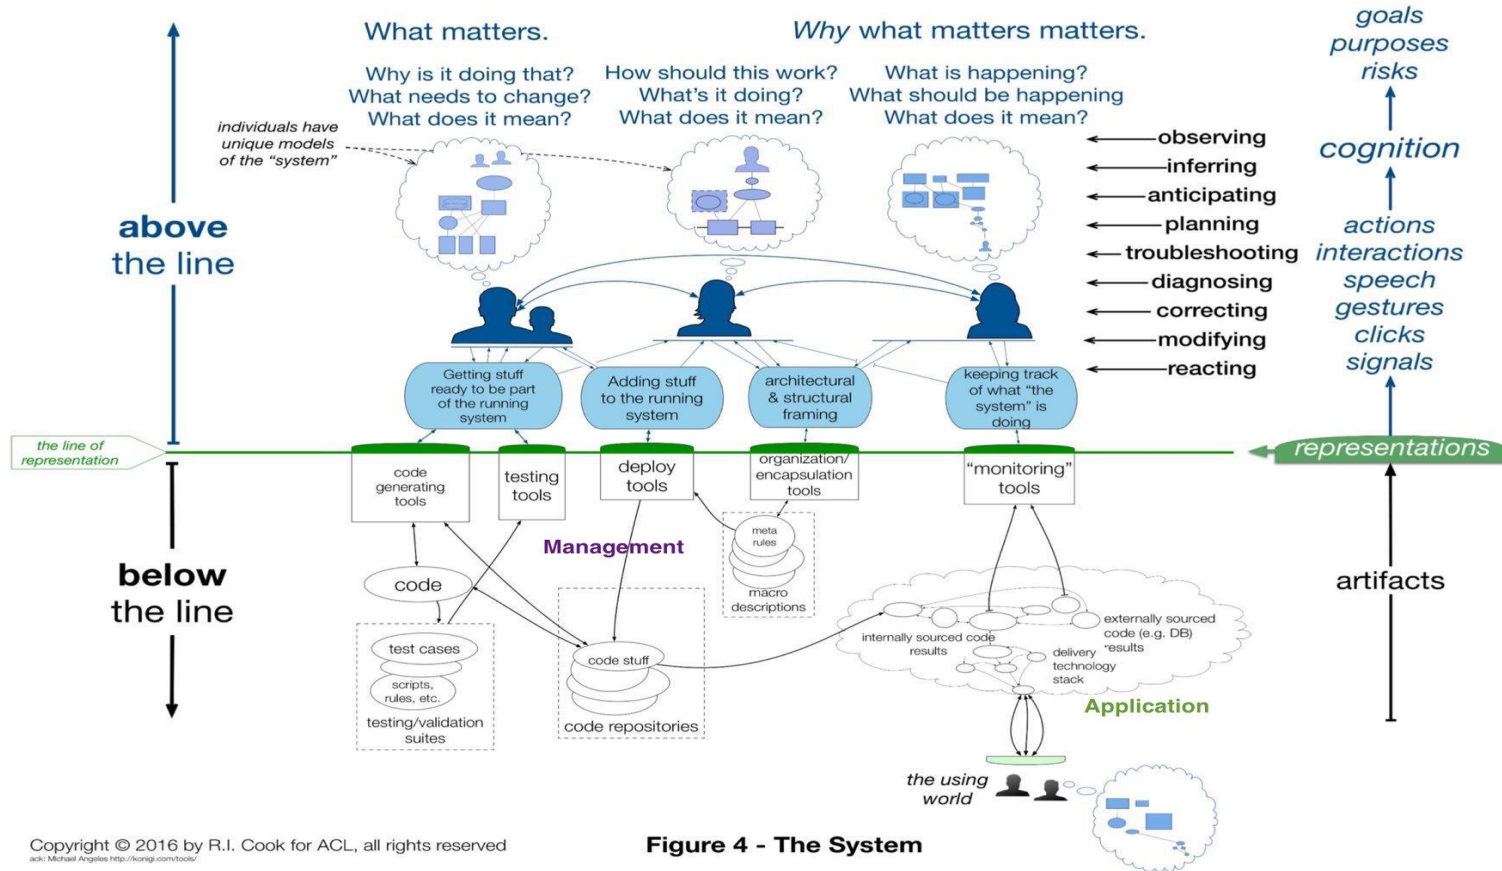 What matters.
Why what matters matters.
goals
purposes
risks
Why is it doing that?
What needs to change?
What does it mean?
How should this work?
What's it doing?
What does it mean?
What is happening?
What should be happening
What does it mean?
individuals have
unique models
of the “system”
observing
inferring
anticipating
planning
troubleshooting
diagnosing
correcting
modifying
reacting
cognition
actions
interactions
speech
gestures
clicks
signals
above
the line
Getting stuff
ready to be part
of the running
system
Adding stuff
to the running
system
architectural
& structural
framing
keeping track
of what “the
system” is
doing
the line of
representation
representations
code
generating
tools
testing
tools
deploy
tools
organization/
encapsulation
tools
“monitoring”
tools
below
the line
Management
meta
rules
macro
descriptions
code
test cases
scripts,
rules, etc.
testing/validation
suites
code stuff
code repositories
internally sourced code
results
externally sourced
code (e.g. DB)
results
delivery
technology
stack
Application
artifacts
the using
world
Copyright © 2016 by R.I. Cook for ACL, all rights reserved
ack: Michael Angeles http://konigi.com/tools/
Figure 4 - The System